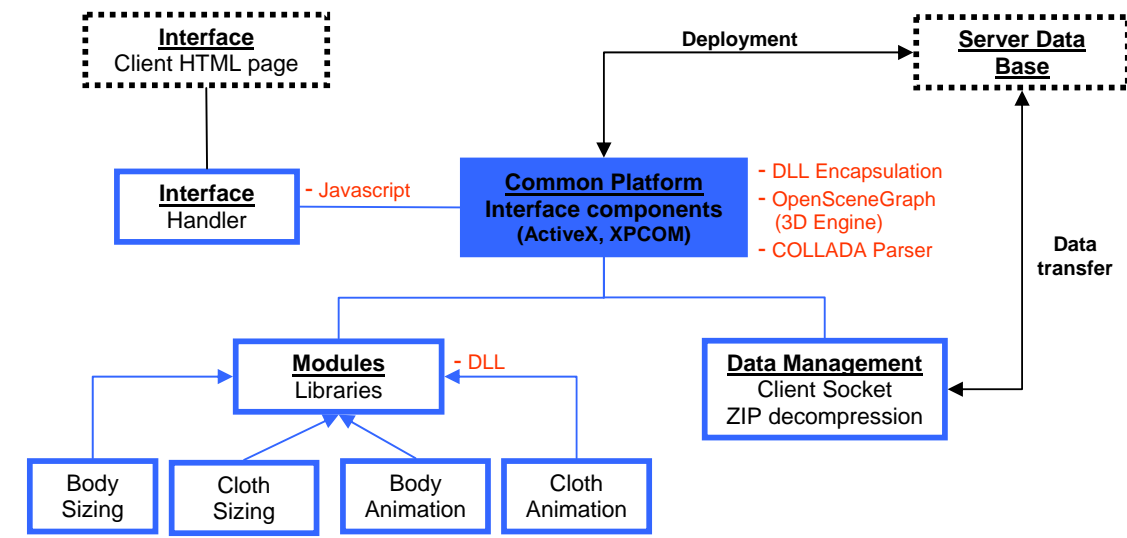 Interface
Client HTML page
Deployment
Server Data
Base
Interface
Handler
- Javascript
Common Platform
Interface components
(ActiveX, XPCOM)
- DLL Encapsulation
- OpenSceneGraph
(3D Engine)
- COLLADA Parser
Data
transfer
Modules
Libraries
- DLL
Data Management
Client Socket
ZIP decompression
Body
Sizing
Cloth
Sizing
Body
Animation
Cloth
Animation